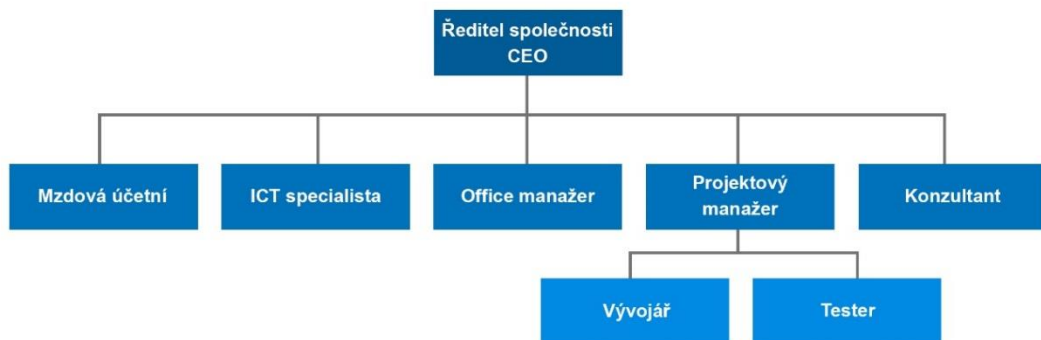 Ředitel společnosti
CEO
Mzdová účetní
ICT specialista
Office manažer
Projektový
manažer
Konzultant
Vývojář
Tester